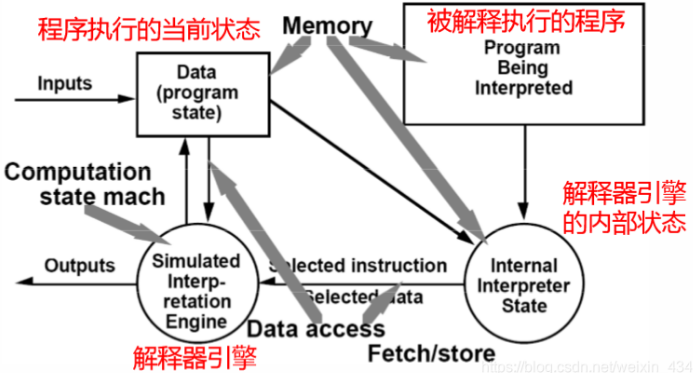 程序执行的当前状态
Memory
被解释执行的程序
Program
Being
Interpreted
Inputs
Data
(program
state)
Computation
state mach
解释器引擎
的内部状态
Outputs
Simulated
Interp-
retation
Engine
Selected instruction
Selected data
Internal
Interpreter
State
Data access
解释器引擎
Fetch/store
https://blog.csdn.net/weixin_434